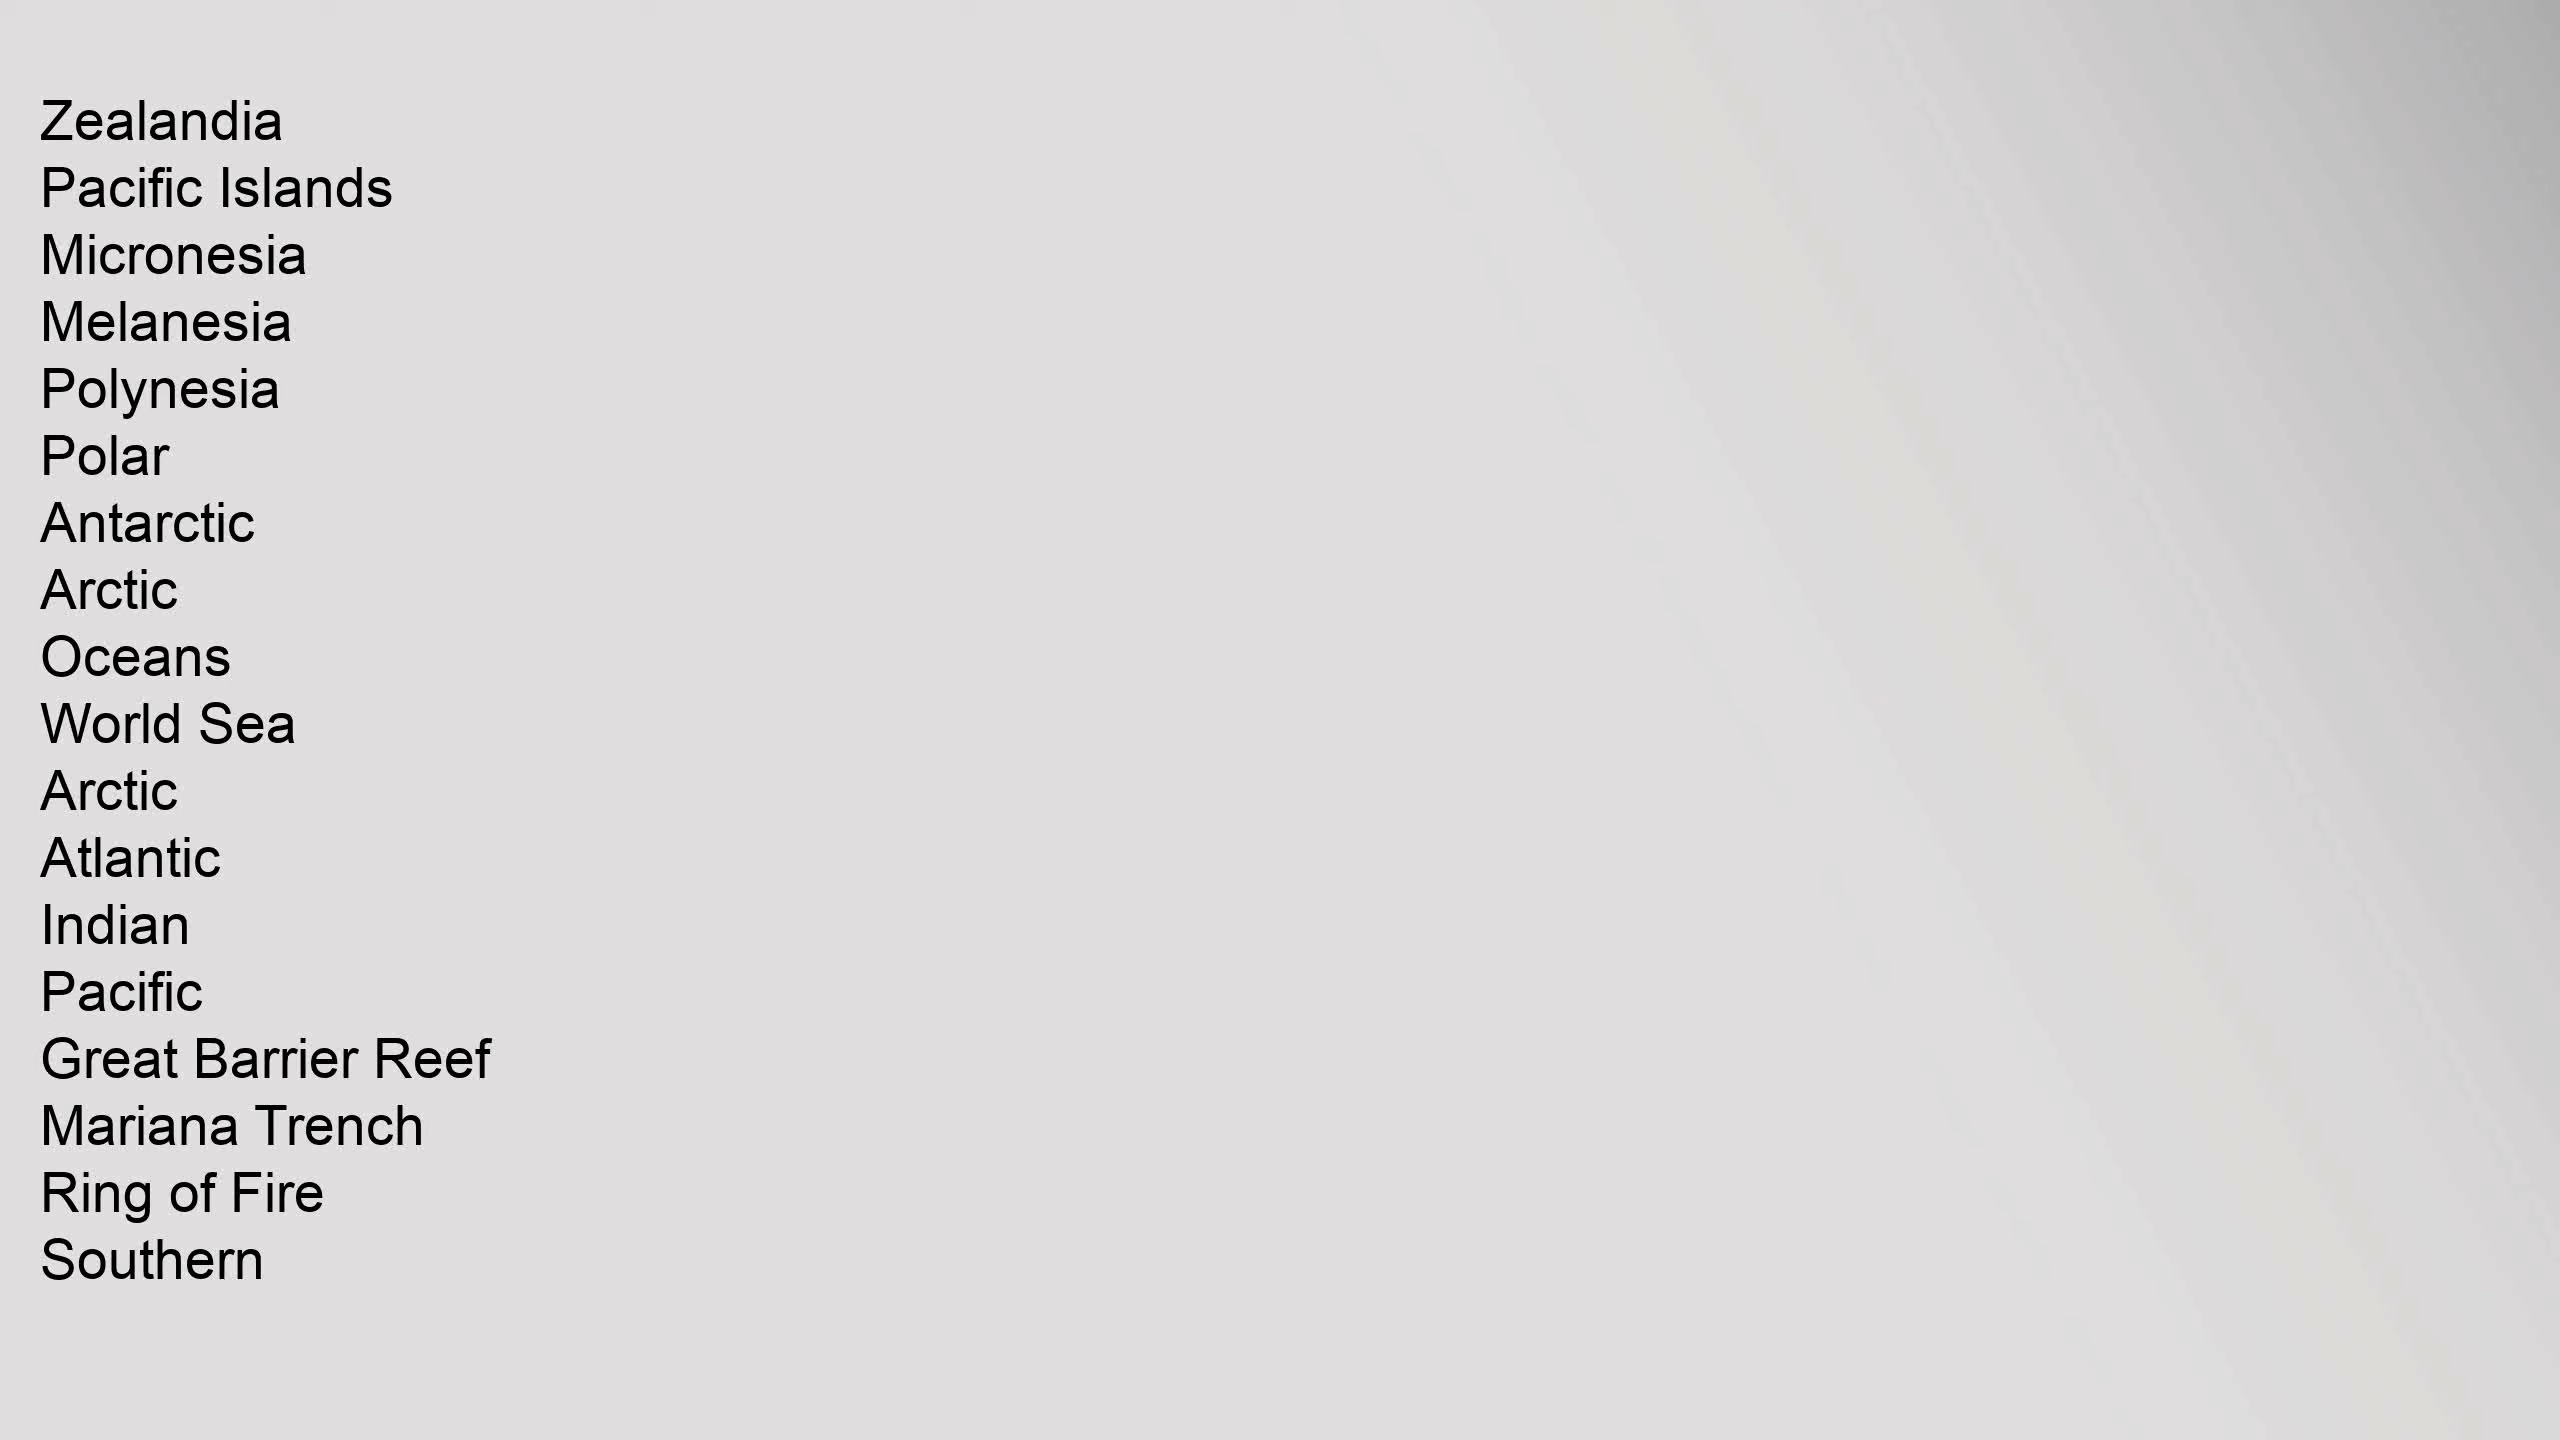 Zealandia
Pacific Islands
Micronesia
Melanesia
Polynesia
Polar
Antarctic
Arctic
Oceans
World Sea
Arctic
Atlantic
Indian
Pacific
Great Barrier Reef
Mariana Trench
Ring of Fire
Southern